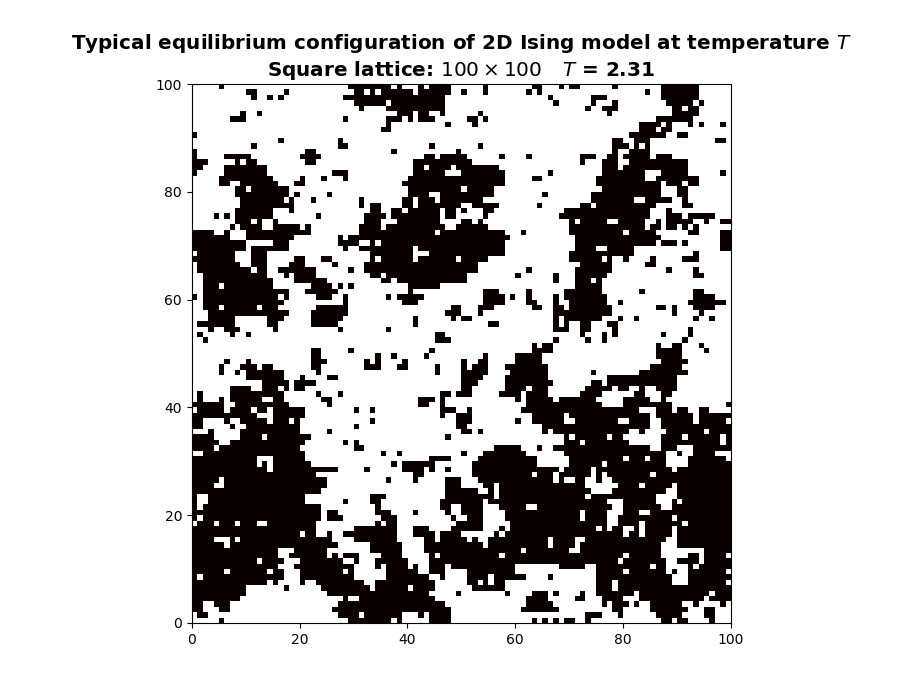 Typical equilibrium configuration of 2D Ising model at temperature T
Square lattice: 100 × 100 T = 2.31
100
80
60
40
20
0
0 20 40 60 80 100